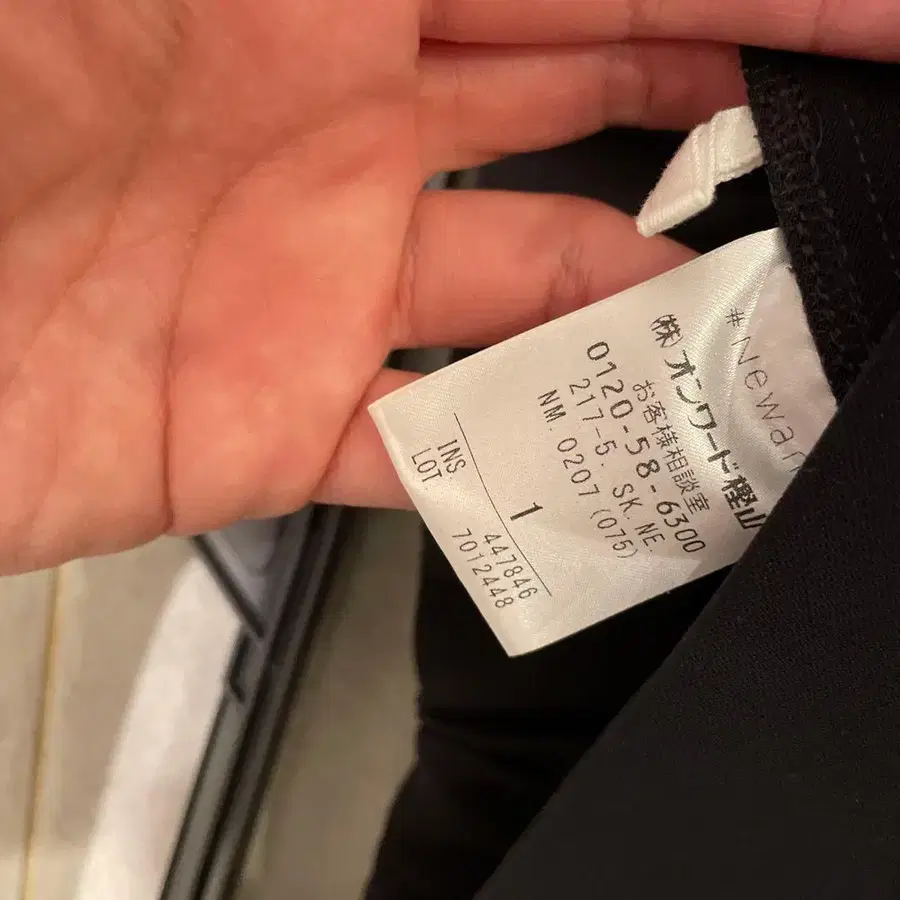 #Newar
(株)オンワード樫山
お客様相談室
0120-58-6300
217-5. SK. NE.
NM. 0207 (075)
1
INS. 447846
LOT. 7012448